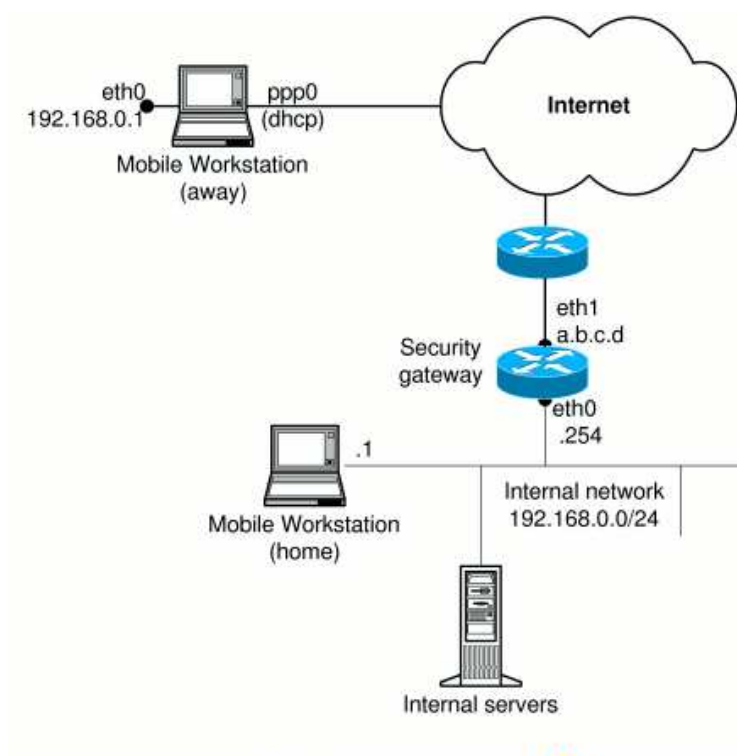 eth0
192.168.0.1
ppp0
(dhcp)
Internet
Mobile Workstation
(away)
eth1
a.b.c.d
Security
gateway
eth0
.254
.1
Internal network
192.168.0.0/24
Mobile Workstation
(home)
Internal servers